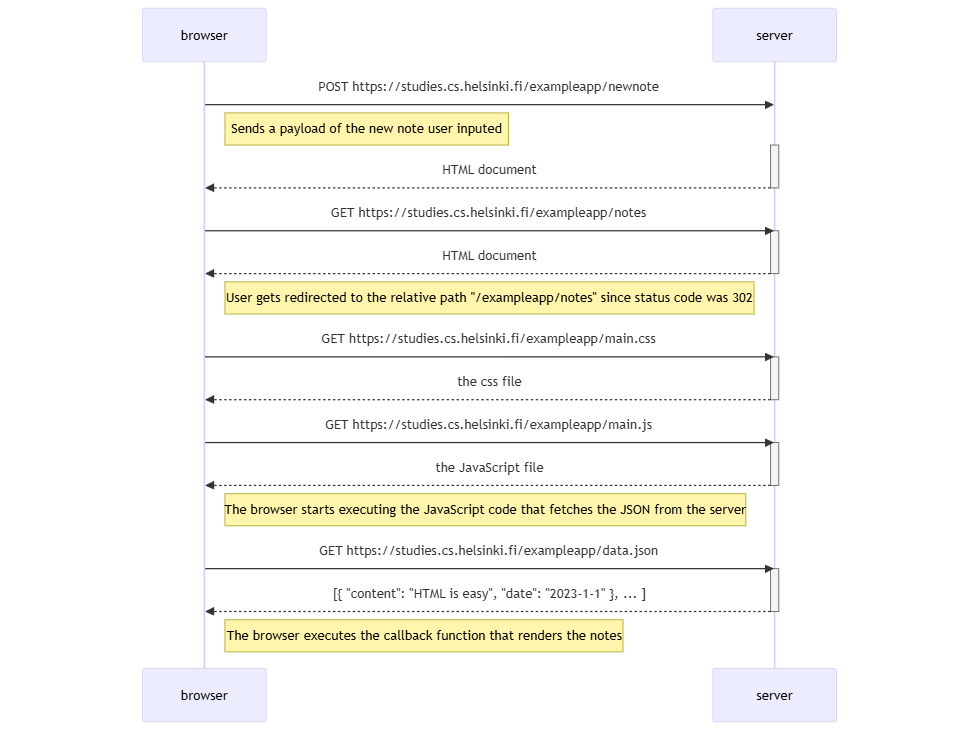 browser
server
POST https://studies.cs.helsinki.fi/exampleapp/newnote
Sends a payload of the new note user inputed
HTML document
GET https://studies.cs.helsinki.fi/exampleapp/notes
HTML document
User gets redirected to the relative path "/exampleapp/notes" since status code was 302
GET https://studies.cs.helsinki.fi/exampleapp/main.css
the css file
GET https://studies.cs.helsinki.fi/exampleapp/main.js
the JavaScript file
The browser starts executing the JavaScript code that fetches the JSON from the server
GET https://studies.cs.helsinki.fi/exampleapp/data.json
[{ "content": "HTML is easy", "date": "2023-1-1" }, ... ]
The browser executes the callback function that renders the notes
browser
server